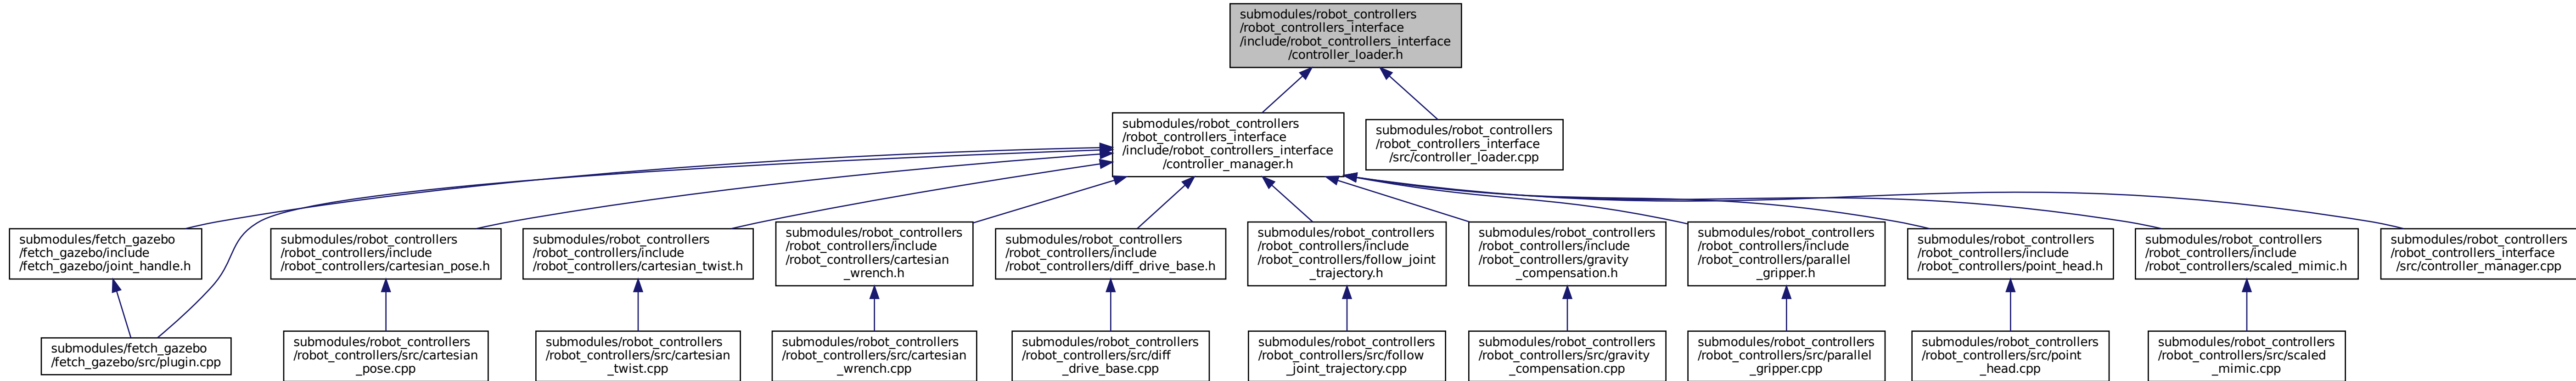 submodules/robot_controllers
/robot_controllers_interface
/include/robot_controllers_interface
/controller_loader.h
submodules/robot_controllers
/robot_controllers_interface
/include/robot_controllers_interface
/controller_manager.h
submodules/robot_controllers
/robot_controllers_interface
/src/controller_loader.cpp
submodules/fetch_gazebo
/fetch_gazebo/include
/fetch_gazebo/joint_handle.h
submodules/robot_controllers
/robot_controllers/include
/robot_controllers/cartesian_pose.h
submodules/robot_controllers
/robot_controllers/include
/robot_controllers/cartesian_twist.h
submodules/robot_controllers
/robot_controllers/include
/robot_controllers/cartesian
_wrench.h
submodules/robot_controllers
/robot_controllers/include
/robot_controllers/diff_drive_base.h
submodules/robot_controllers
/robot_controllers/include
/robot_controllers/follow_joint
_trajectory.h
submodules/robot_controllers
/robot_controllers/include
/robot_controllers/gravity
_compensation.h
submodules/robot_controllers
/robot_controllers/include
/robot_controllers/parallel
_gripper.h
submodules/robot_controllers
/robot_controllers/include
/robot_controllers/point_head.h
submodules/robot_controllers
/robot_controllers/include
/robot_controllers/scaled_mimic.h
submodules/robot_controllers
/robot_controllers_interface
/src/controller_manager.cpp
submodules/fetch_gazebo
/fetch_gazebo/src/plugin.cpp
submodules/robot_controllers
/robot_controllers/src/cartesian
_pose.cpp
submodules/robot_controllers
/robot_controllers/src/cartesian
_twist.cpp
submodules/robot_controllers
/robot_controllers/src/cartesian
_wrench.cpp
submodules/robot_controllers
/robot_controllers/src/diff
_drive_base.cpp
submodules/robot_controllers
/robot_controllers/src/follow
_joint_trajectory.cpp
submodules/robot_controllers
/robot_controllers/src/gravity
_compensation.cpp
submodules/robot_controllers
/robot_controllers/src/parallel
_gripper.cpp
submodules/robot_controllers
/robot_controllers/src/point
_head.cpp
submodules/robot_controllers
/robot_controllers/src/scaled
_mimic.cpp